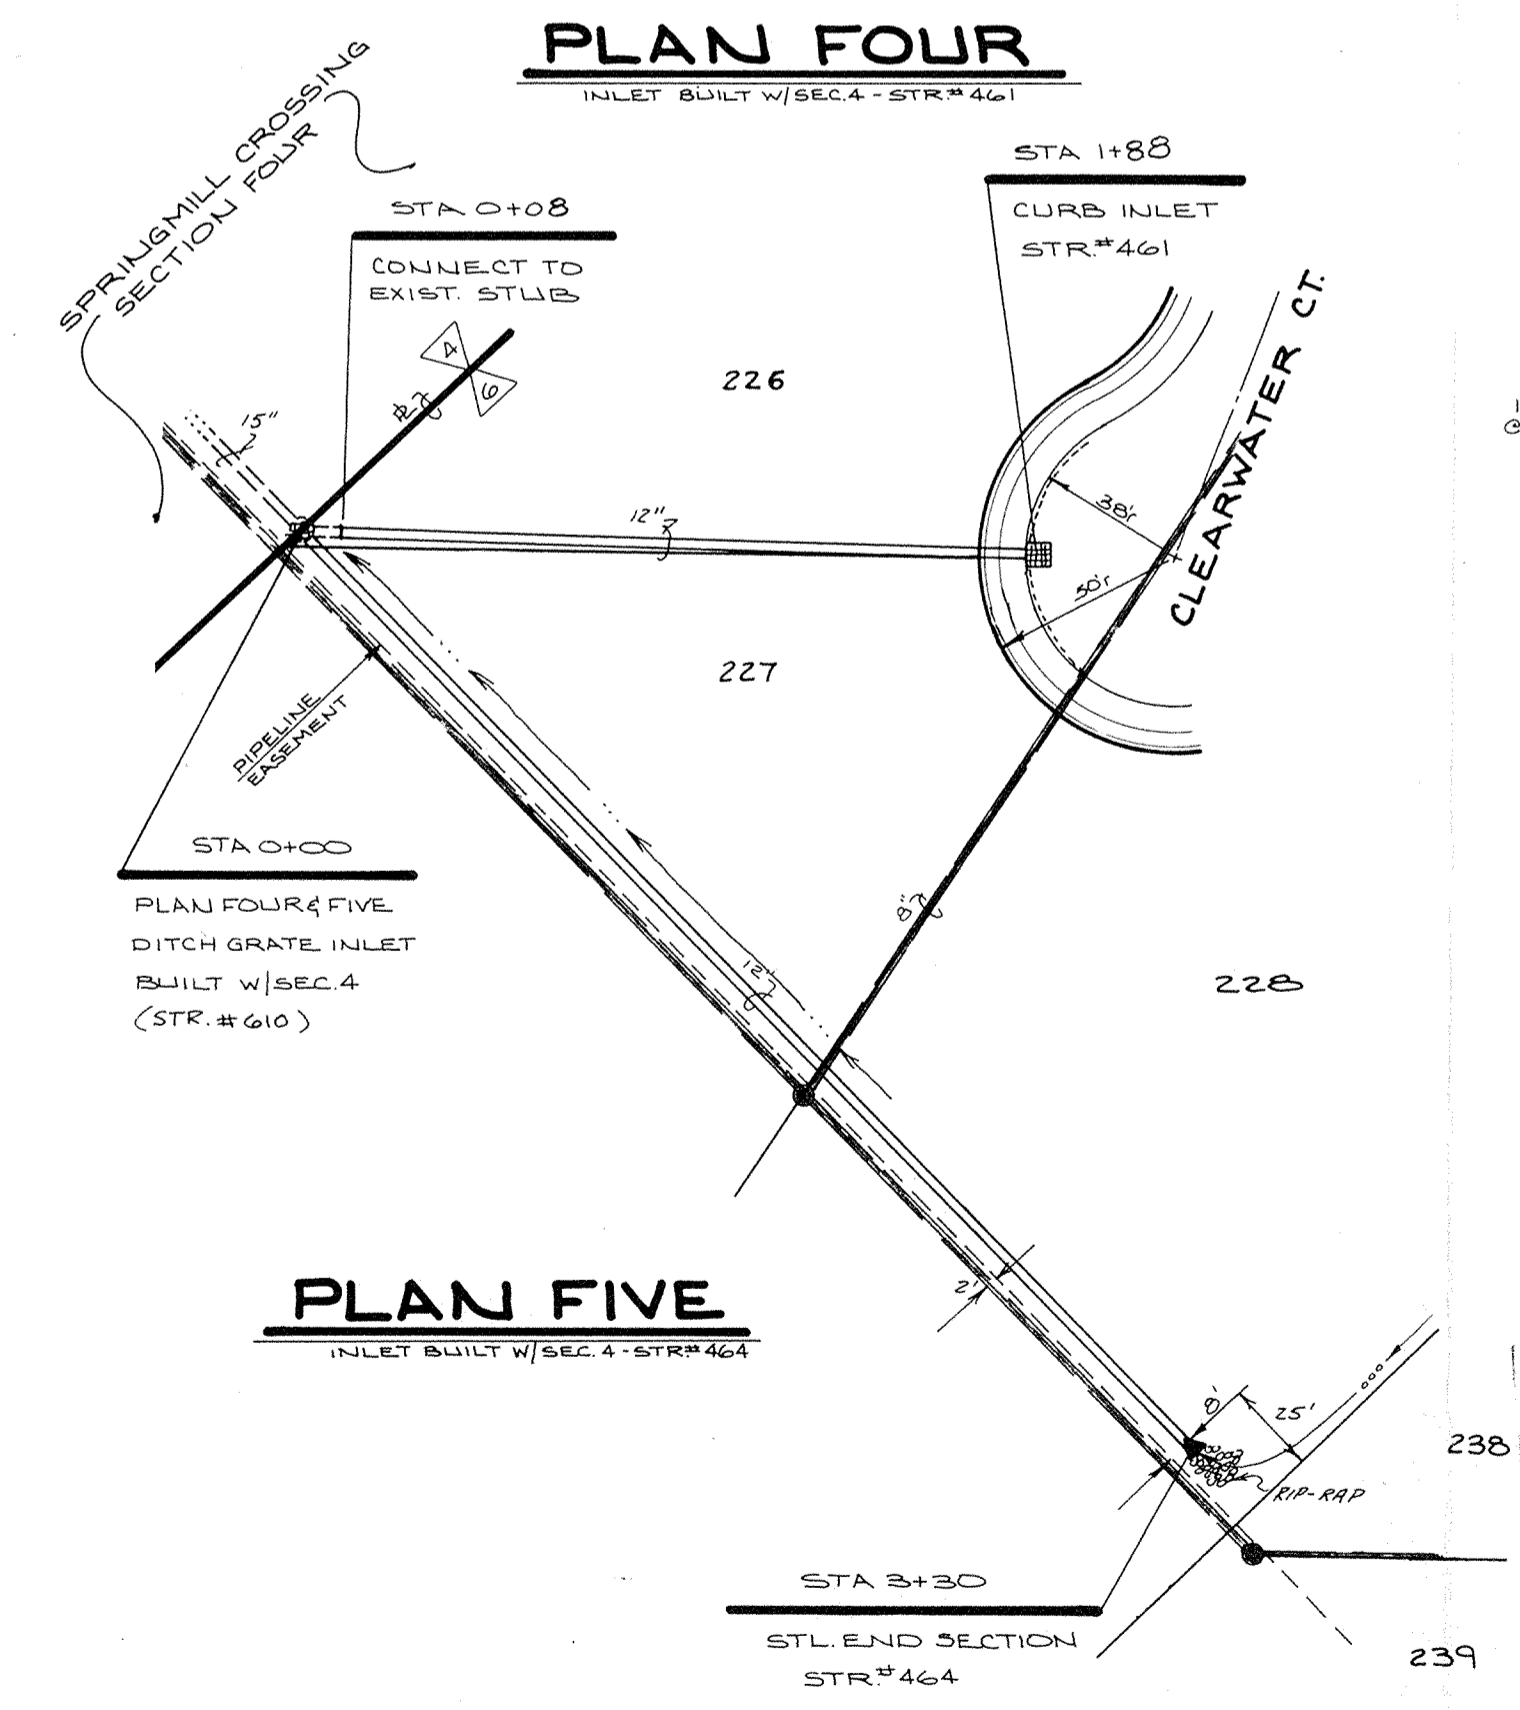 PLAN FOUR
INLET BUILT W/SEC.4 - STR.#461
SPRINGMILL CROSSING
SECTION FOUR
STA 0+08
CONNECT TO
EXIST. STUB
STA 1+88
CURB INLET
STR.#461
CLEARWATER CT.
4
6
226
15"
12"
38'r
50'r
227
PIPELINE
EASEMENT
STA 0+00
PLAN FOUR & FIVE
DITCH GRATE INLET
BUILT W/SEC.4
(STR.#610)
8"
12"
228
PLAN FIVE
INLET BUILT W/SEC.4-STR.#464
2'
8'
25'
238
RIP-RAP
STA 3+30
STL. END SECTION
STR.#464
239